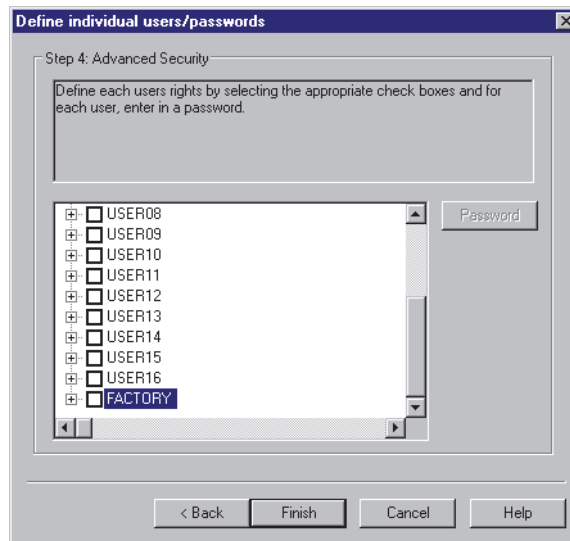 Define individual users/passwords
Step 4: Advanced Security
Define each users rights by selecting the appropriate check boxes and for
each user, enter in a password.
USER08
USER09
USER10
USER11
USER12
USER13
USER14
USER15
USER16
FACTORY
Password
< Back
Finish
Cancel
Help